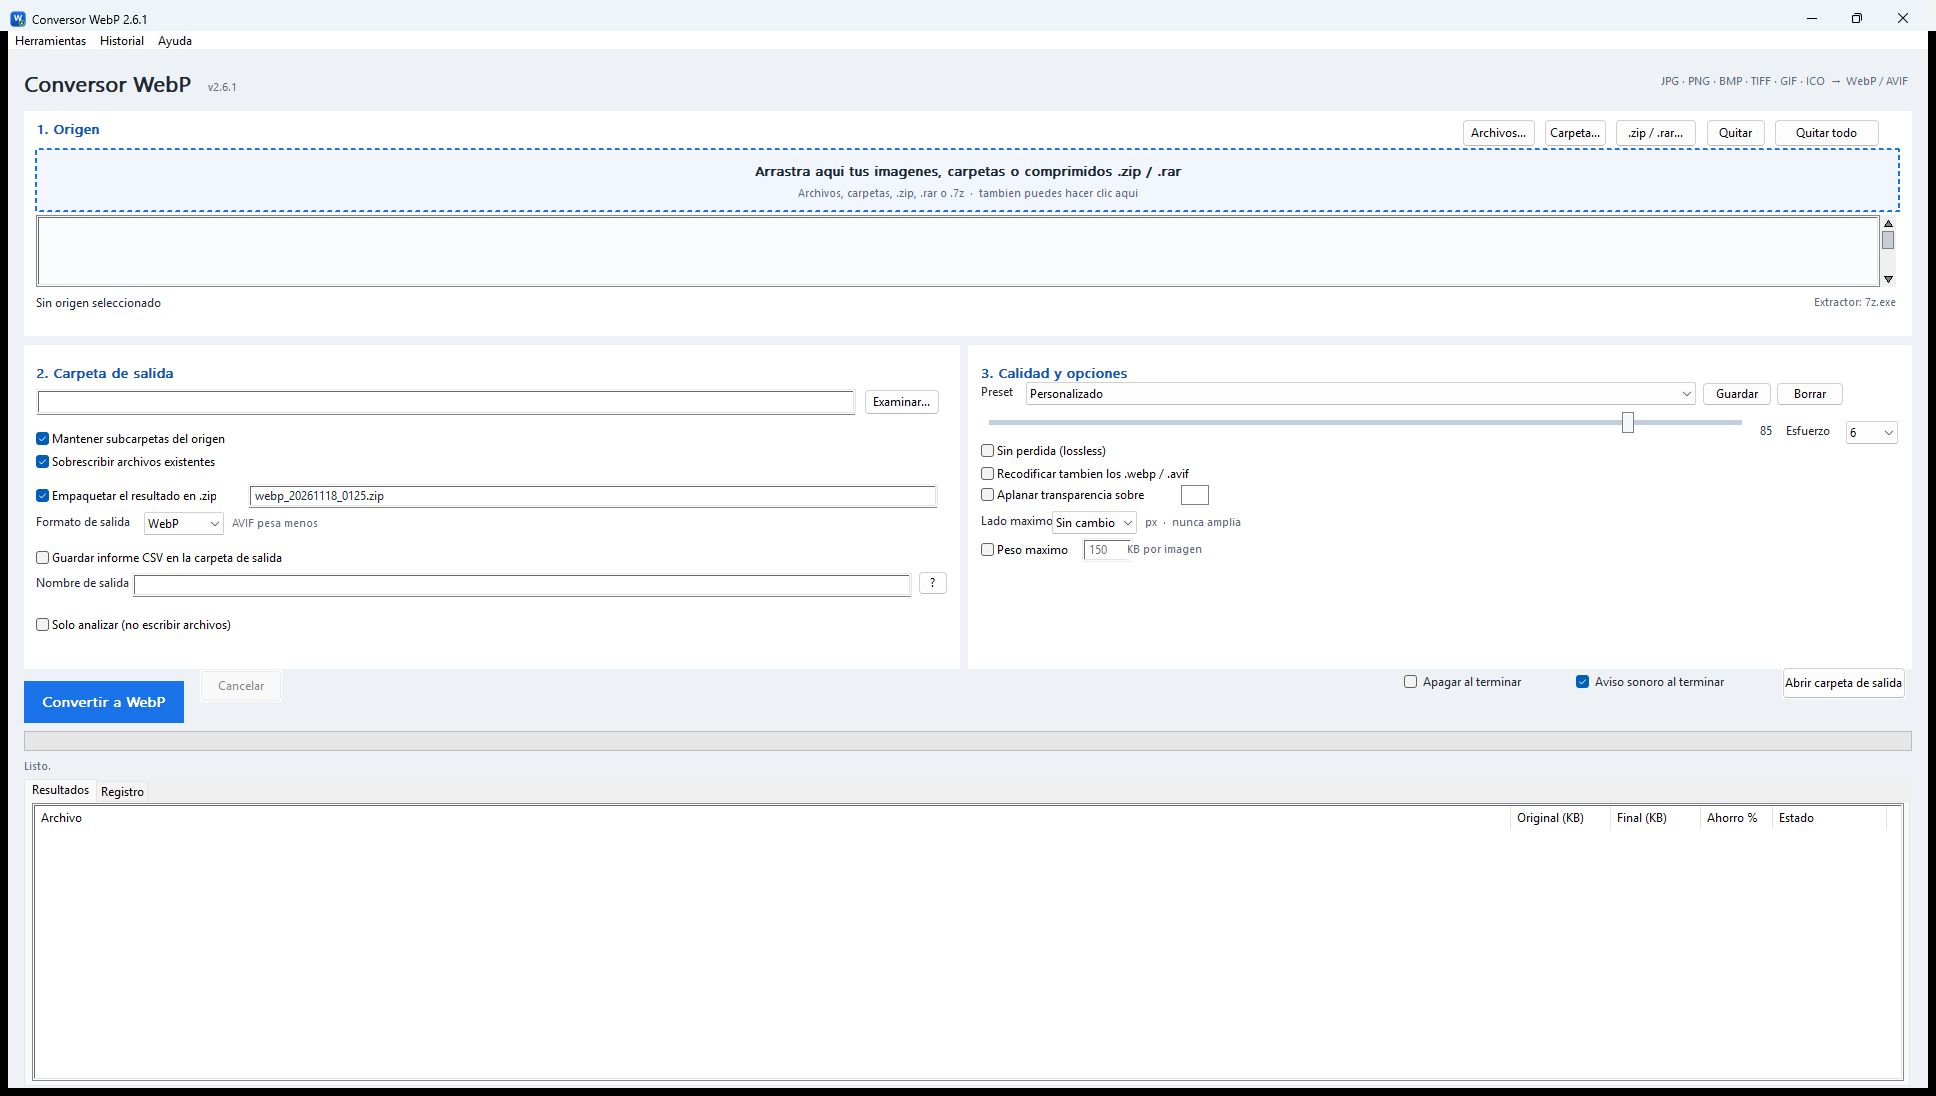 Conversor WebP 2.6.1
Herramientas Historial Ayuda
Conversor WebP v2.6.1
JPG · PNG · BMP · TIFF · GIF · ICO → WebP / AVIF
1. Origen
Archivos... Carpeta... .zip / .rar... Quitar Quitar todo
Arrastra aqui tus imagenes, carpetas o comprimidos .zip / .rar
Archivos, carpetas, .zip, .rar o .7z · tambien puedes hacer clic aqui
Sin origen seleccionado
Extractor: 7z.exe
2. Carpeta de salida
Examinar...
Mantener subcarpetas del origen
Sobrescribir archivos existentes
Empaquetar el resultado en .zip webp_20261118_0125.zip
Formato de salida WebP AVIF pesa menos
Guardar informe CSV en la carpeta de salida
Nombre de salida ?
Solo analizar (no escribir archivos)
3. Calidad y opciones
Preset Personalizado Guardar Borrar
85 Esfuerzo 6
Sin perdida (lossless)
Recodificar tambien los .webp / .avif
Aplanar transparencia sobre
Lado maximo Sin cambio px · nunca amplia
Peso maximo 150 KB por imagen
Convertir a WebP Cancelar
Apagar al terminar Aviso sonoro al terminar Abrir carpeta de salida
Listo.
Resultados Registro
Archivo Original (KB) Final (KB) Ahorro % Estado